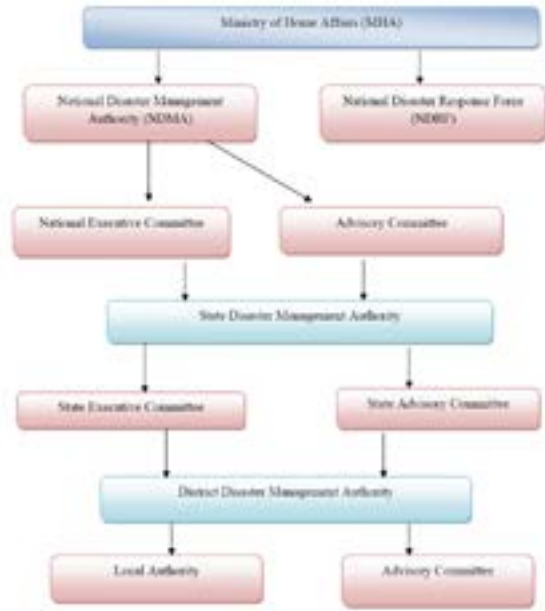 Ministry of Home Affairs (MHA)
National Disaster Management
Authority (NDMA)
National Disaster Response Force
(NDRF)
National Executive Committee
Advisory Committee
State Disaster Management Authority
State Executive Committee
State Advisory Committee
District Disaster Management Authority
Local Authority
Advisory Committee